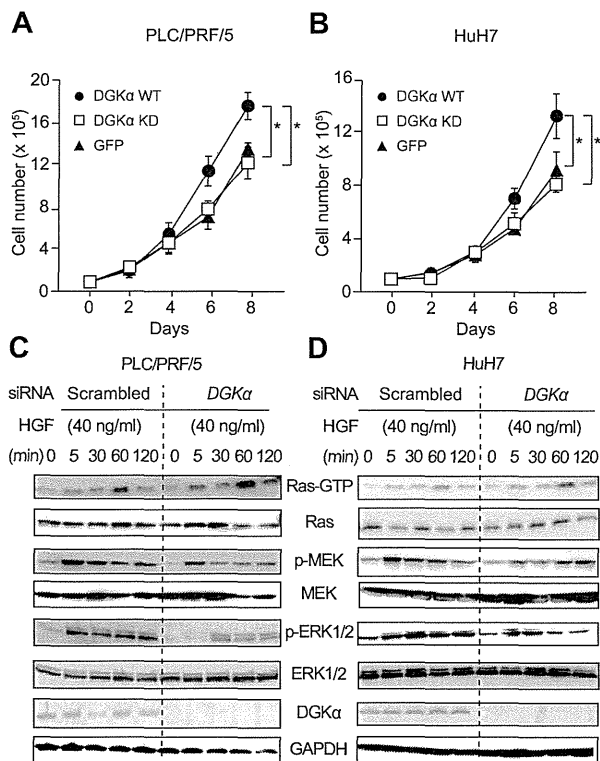 A
PLC/PRF/5
Cell number (x 10⁵)
20
16
12
8
4
0
DGKα WT
DGKα KD
GFP
*
*
0 2 4 6 8
Days
B
HuH7
Cell number (x 10⁵)
16
12
8
4
0
DGKα WT
DGKα KD
GFP
*
*
0 2 4 6 8
Days
C
PLC/PRF/5
siRNA Scrambled DGKα
HGF (40 ng/ml) (40 ng/ml)
(min) 0 5 30 60 120 0 5 30 60 120
D
HuH7
siRNA Scrambled DGKα
HGF (40 ng/ml) (40 ng/ml)
(min) 0 5 30 60 120 0 5 30 60 120
Ras-GTP
Ras
p-MEK
MEK
p-ERK1/2
ERK1/2
DGKα
GAPDH